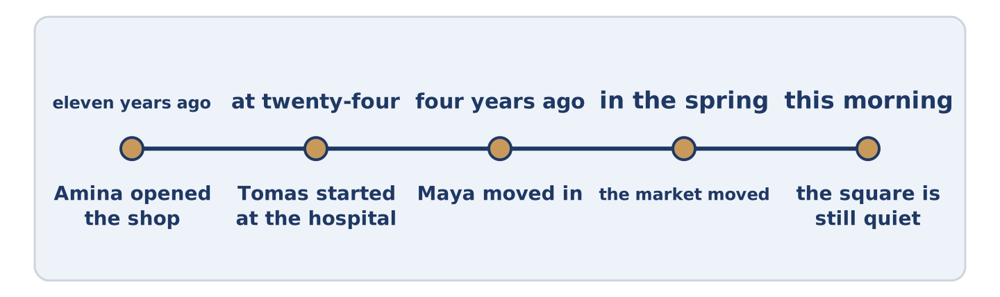 eleven years ago
at twenty-four
four years ago
in the spring
this morning
Amina opened
the shop
Tomas started
at the hospital
Maya moved in
the market moved
the square is
still quiet